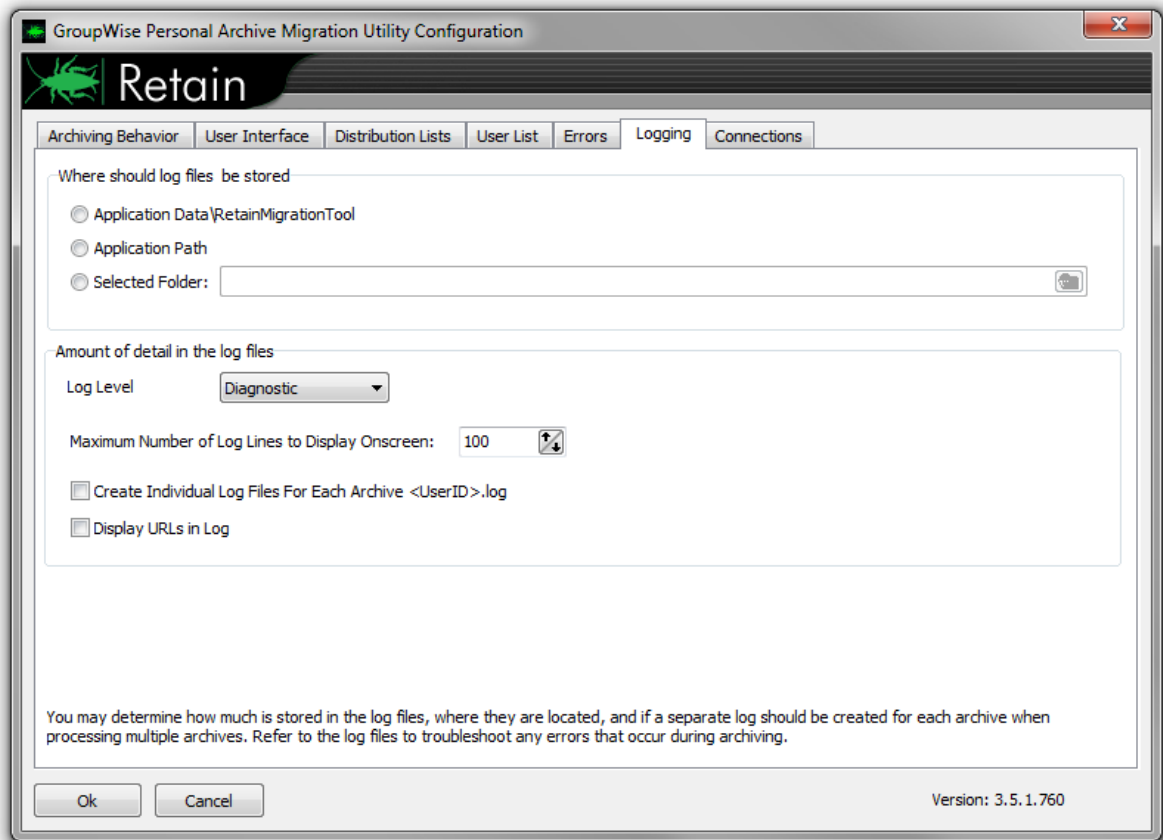 GroupWise Personal Archive Migration Utility Configuration
Retain
Archiving Behavior User Interface Distribution Lists User List Errors Logging Connections
Where should log files be stored
Application Data\RetainMigrationTool
Application Path
Selected Folder:
Amount of detail in the log files
Log Level Diagnostic
Maximum Number of Log Lines to Display Onscreen: 100
Create Individual Log Files For Each Archive <UserID>.log
Display URLs in Log
You may determine how much is stored in the log files, where they are located, and if a separate log should be created for each archive when
processing multiple archives. Refer to the log files to troubleshoot any errors that occur during archiving.
Ok Cancel Version: 3.5.1.760